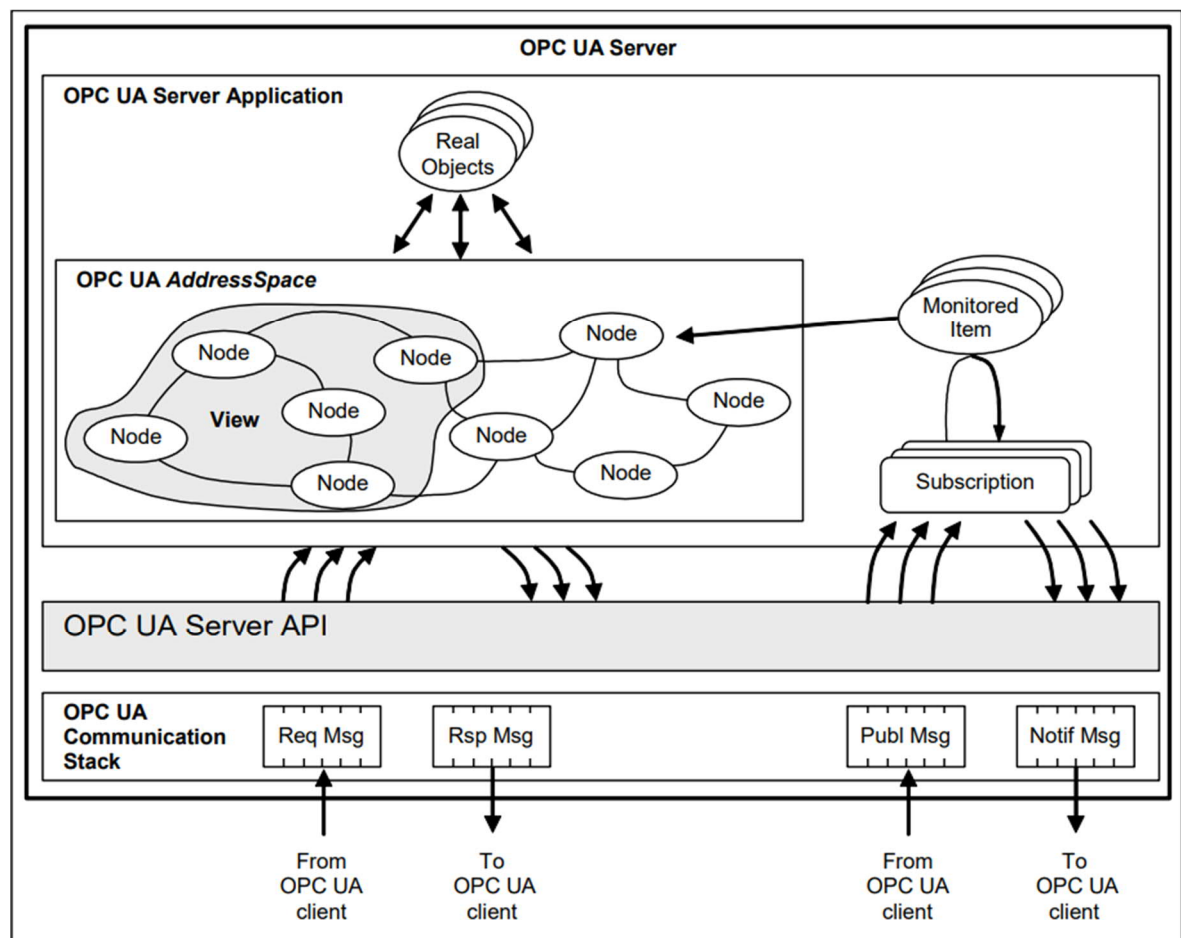 OPC UA Server
OPC UA Server Application
Real
Objects
OPC UA AddressSpace
Monitored
Item
Node
Node
Node
Node
Node
View
Node
Node
Node
Node
Subscription
OPC UA Server API
OPC UA
Communication
Stack
Req Msg
Rsp Msg
Publ Msg
Notif Msg
From
OPC UA
client
To
OPC UA
client
From
OPC UA
client
To
OPC UA
client